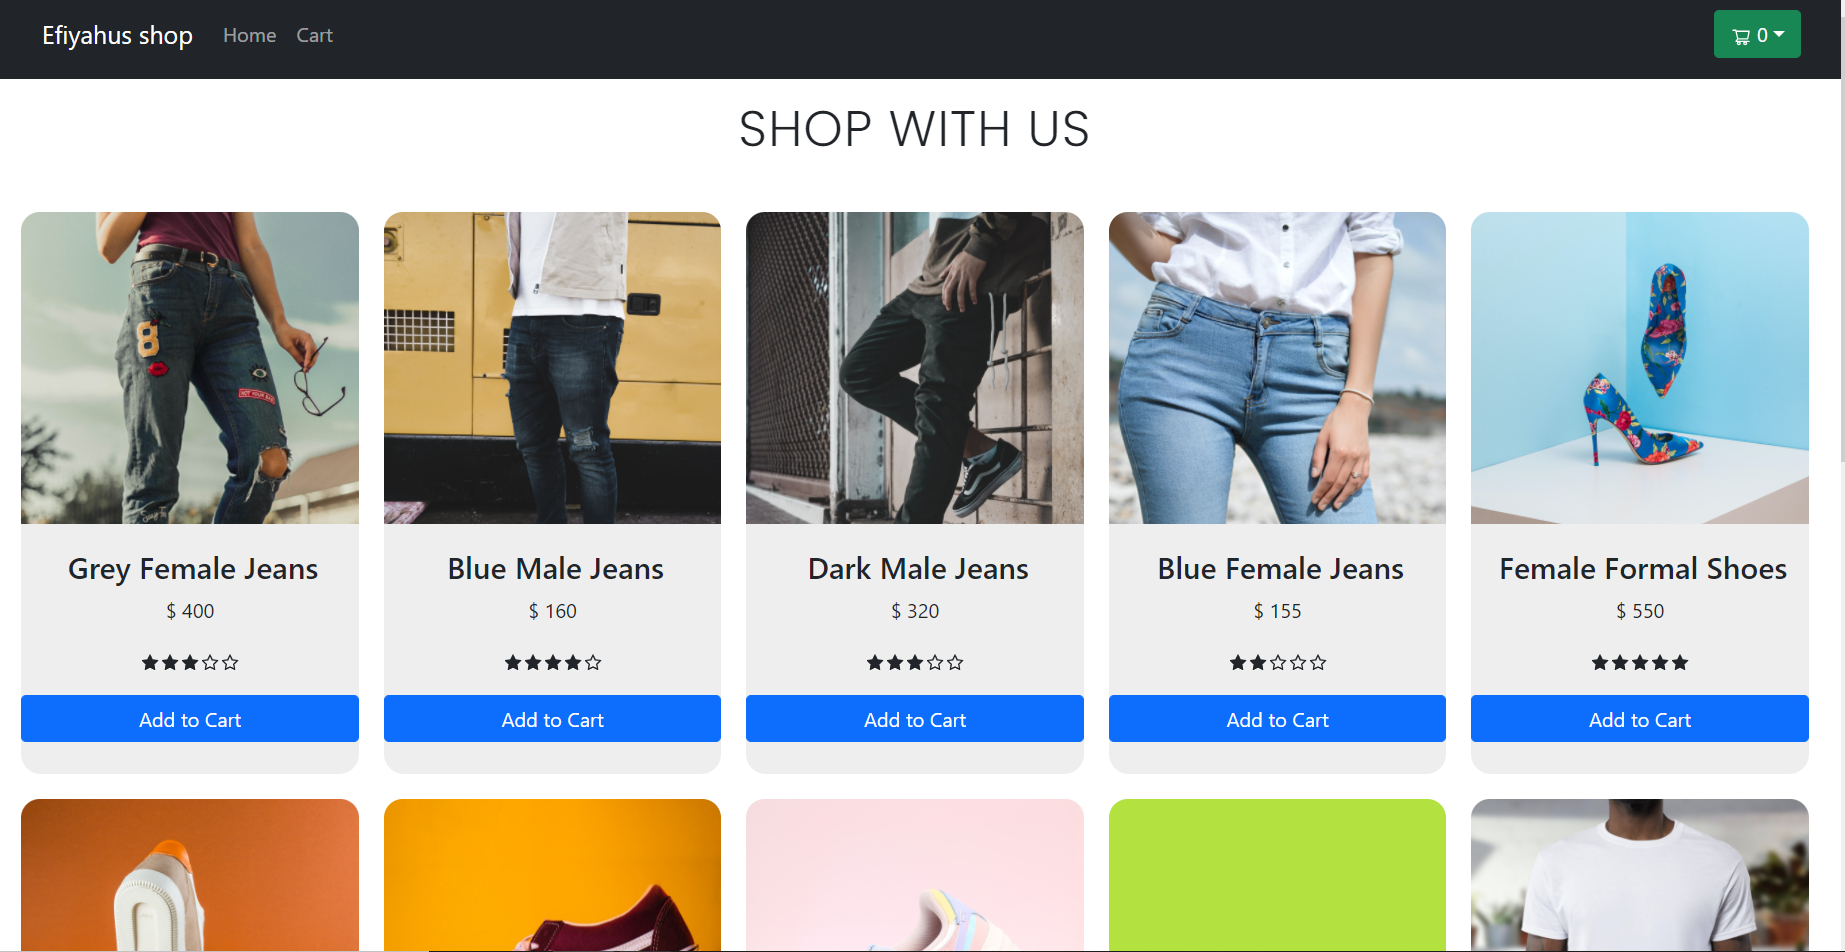 Efiyahus shop Home Cart 0
SHOP WITH US
8
Grey Female Jeans
$ 400
Add to Cart
Blue Male Jeans
$ 160
Add to Cart
Dark Male Jeans
$ 320
Add to Cart
Blue Female Jeans
$ 155
Add to Cart
Female Formal Shoes
$ 550
Add to Cart